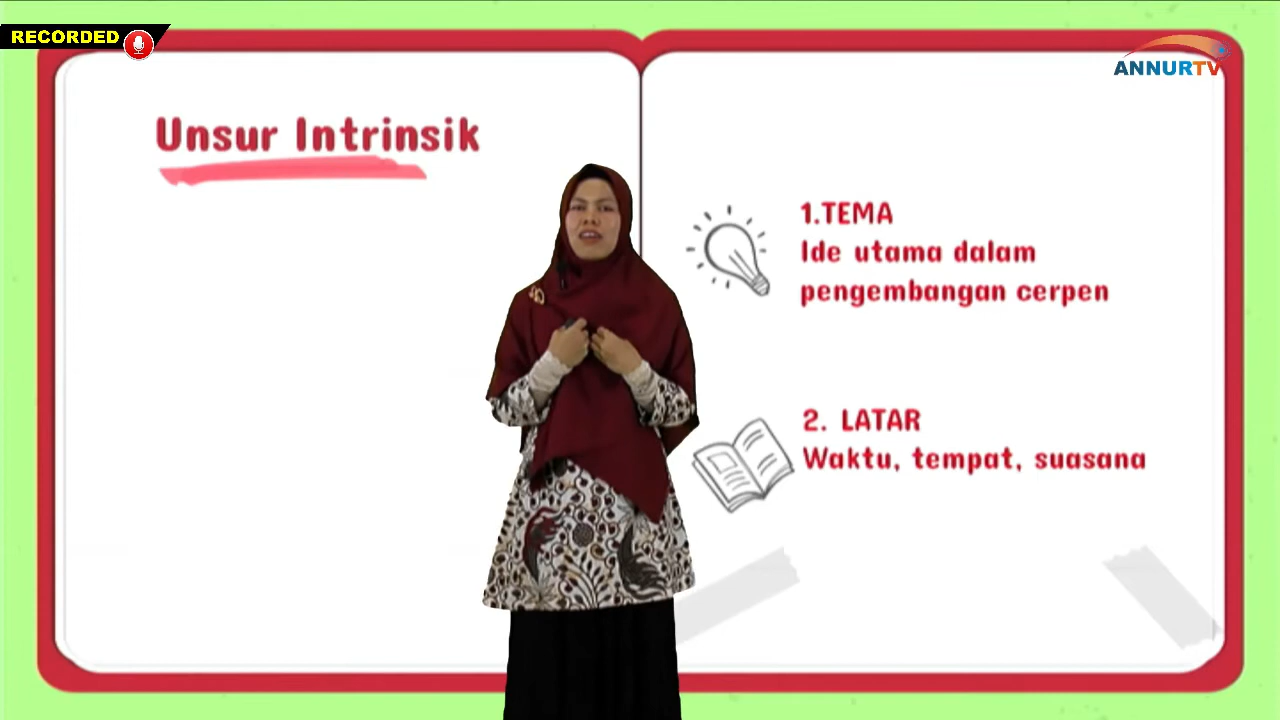 RECORDED
ANNURTV
Unsur Intrinsik
1.TEMA
Ide utama dalam
pengembangan cerpen
2. LATAR
Waktu, tempat, suasana